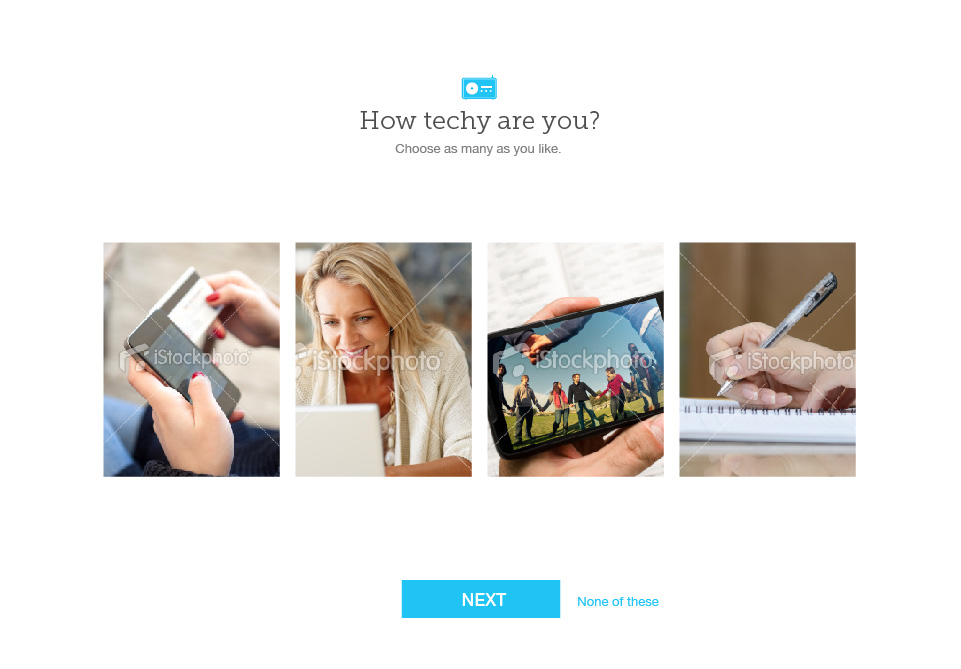 How techy are you?
Choose as many as you like.
iStockphoto
iStockphoto
iStockphoto
iStockphoto
NEXT
None of these